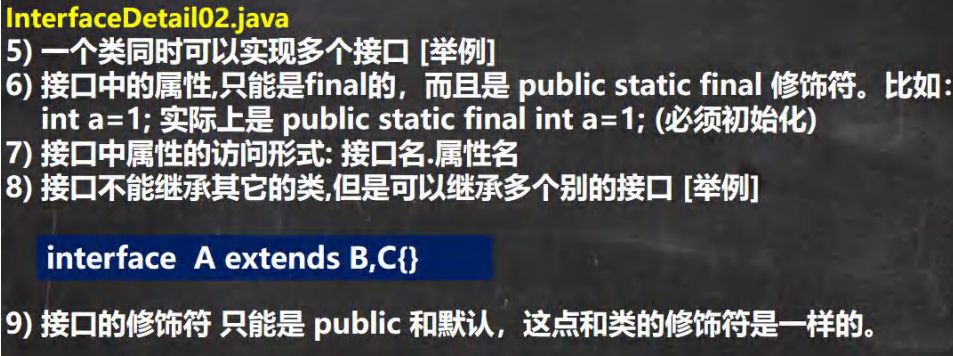 InterfaceDetail02.java
5) 一个类同时可以实现多个接口 [举例]
6) 接口中的属性,只能是final的，而且是 public static final 修饰符。比如:
int a=1; 实际上是 public static final int a=1; (必须初始化)
7) 接口中属性的访问形式: 接口名.属性名
8) 接口不能继承其它的类,但是可以继承多个别的接口 [举例]
interface A extends B,C{}
9) 接口的修饰符 只能是 public 和默认，这点和类的修饰符是一样的。